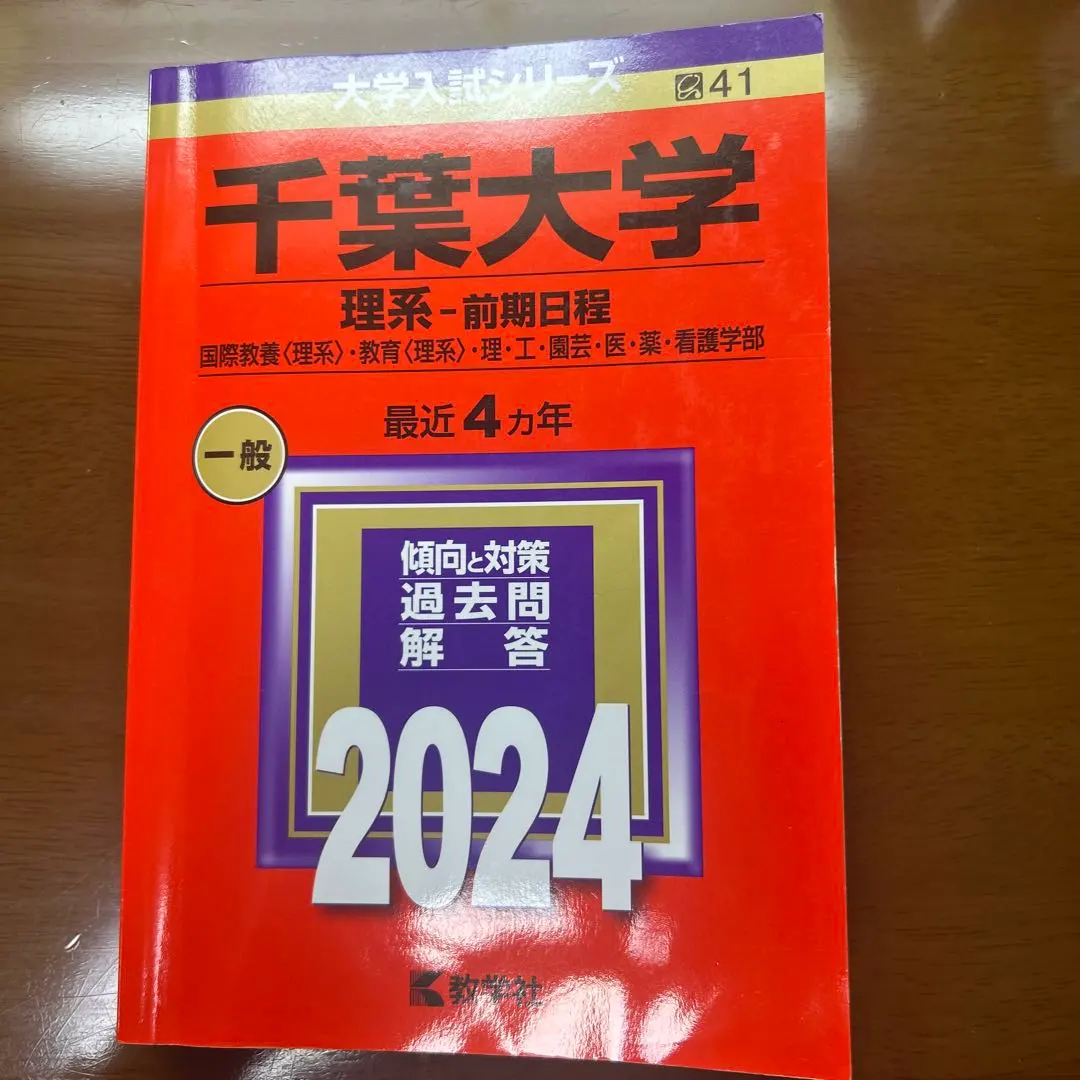 大学入試シリーズ
41
千葉大学
理系-前期日程
国際教養〈理系〉・教育〈理系〉・理・工・園芸・医・薬・看護学部
最近4ヵ年
一般
傾向と対策
過去問
解答
2024
教学社